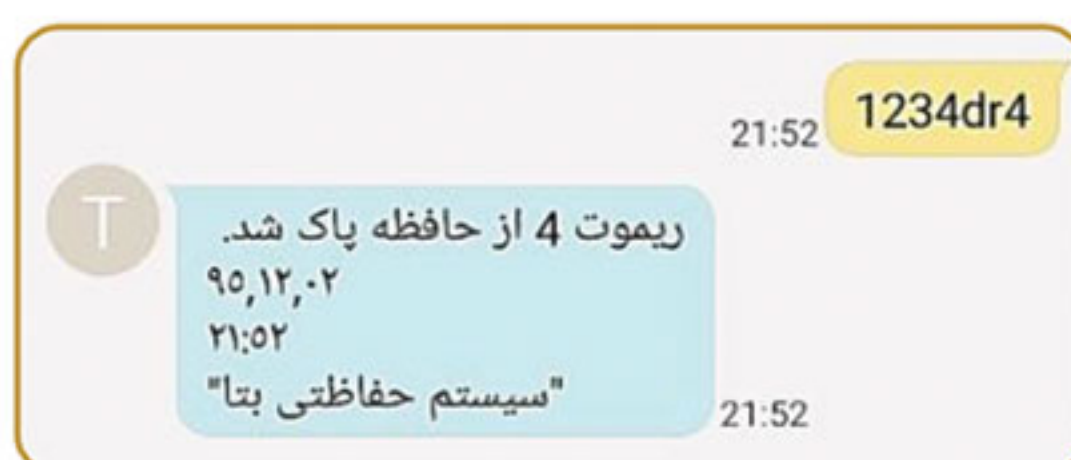 1234dr4
21:52
T
ریموت 4 از حافظه پاک شد.
۹۵,۱۲,۰۲
۲۱:۵۲
"سیستم حفاظتی بتا"
21:52